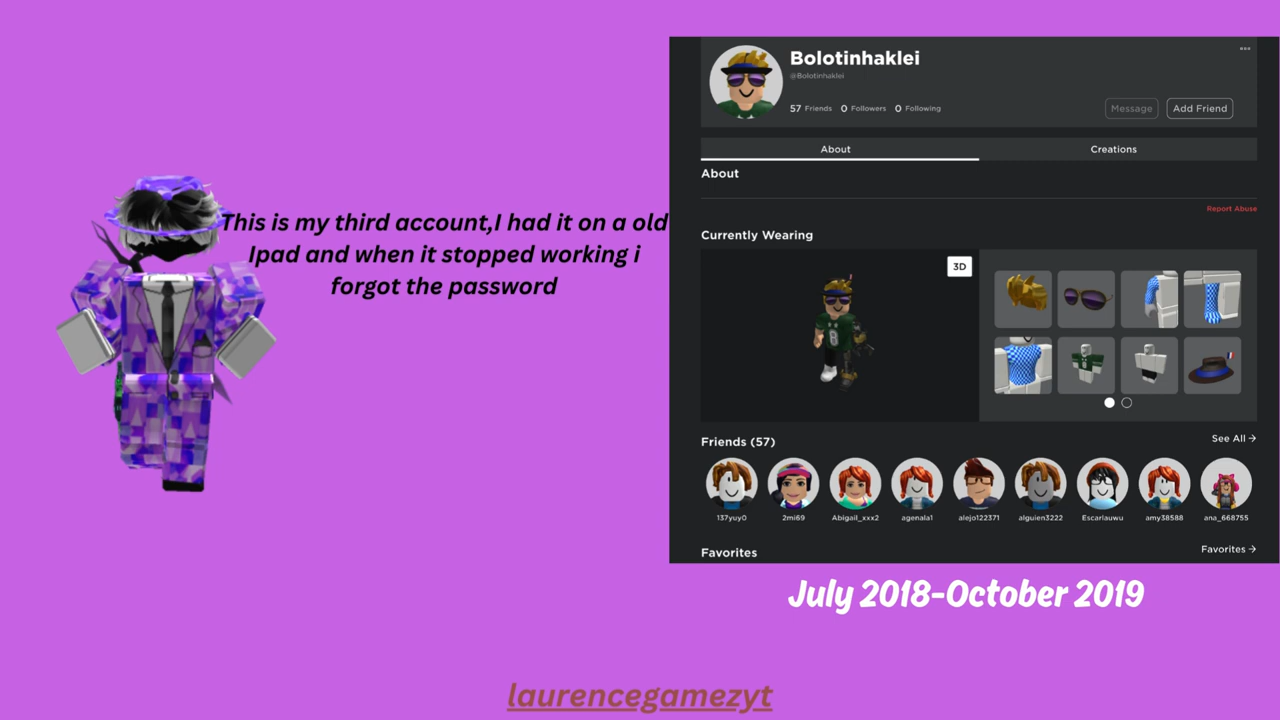 This is my third account,I had it on a old
Ipad and when it stopped working i
forgot the password
Bolotinhaklei
@Bolotinhaklei
57 Friends 0 Followers 0 Following
Message
Add Friend
About
Creations
About
Report Abuse
Currently Wearing
3D
Friends (57)
See All →
137yuy0
2mi69
Abigail_xxx2
agenala1
alejo122371
alguien3222
Escarlauwu
amy38588
ana_668755
Favorites
Favorites →
July 2018-October 2019
laurencegamezyt